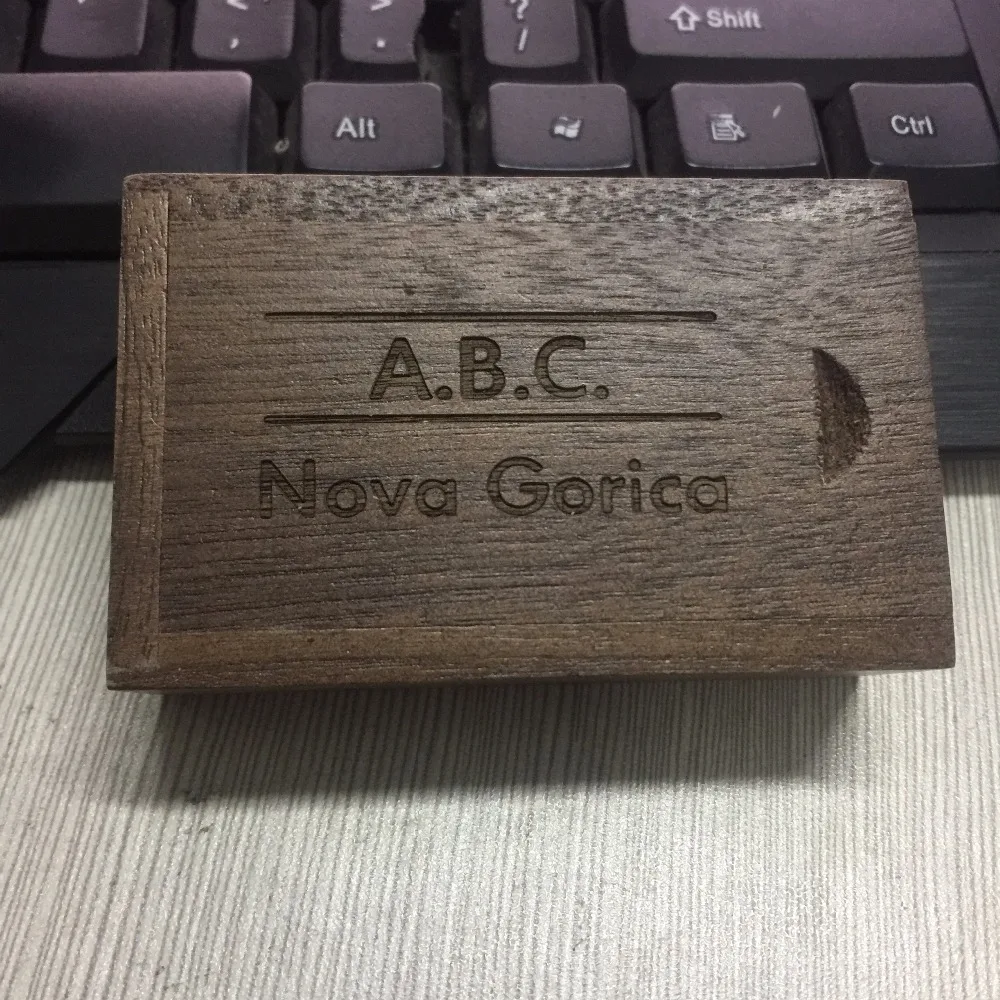 < , > . ? / Shift
Alt Ctrl
A.B.C.
Nova Gorica